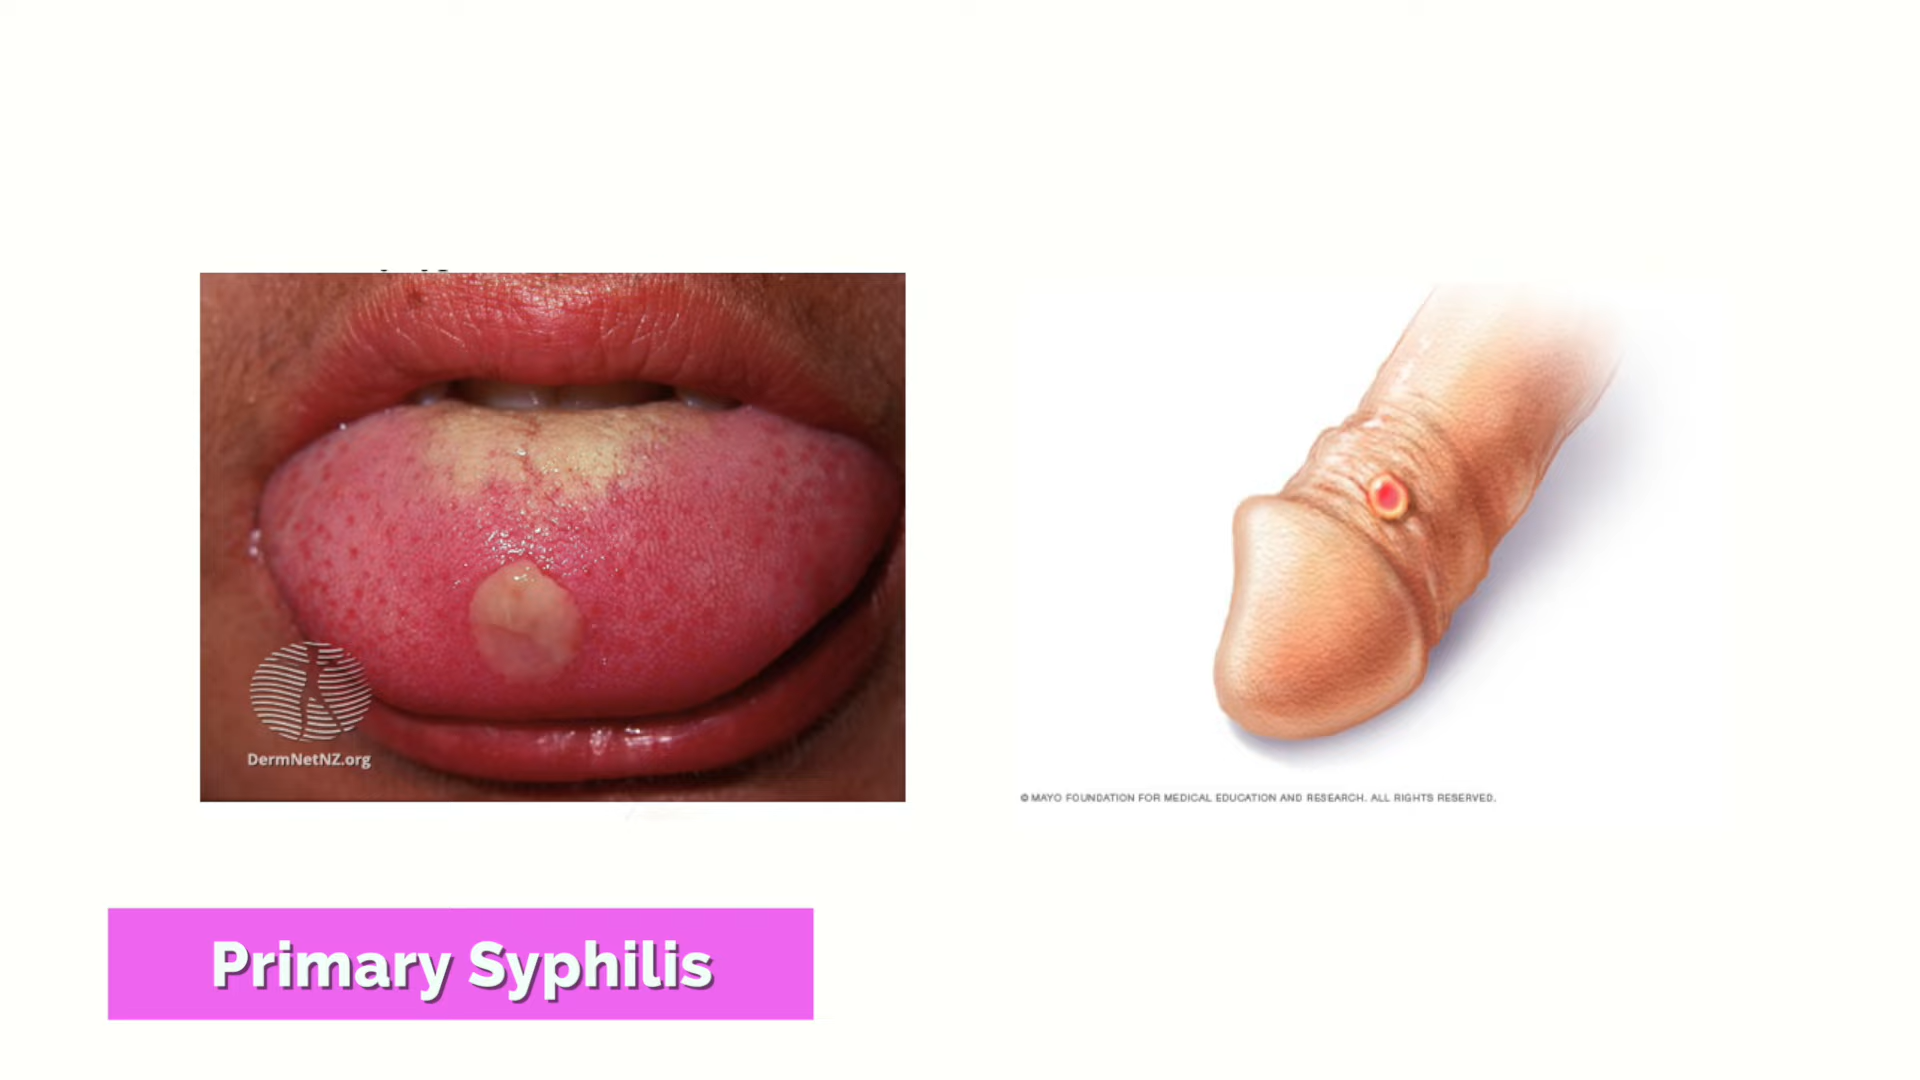 DermNetNZ.org
© MAYO FOUNDATION FOR MEDICAL EDUCATION AND RESEARCH. ALL RIGHTS RESERVED.
Primary Syphilis